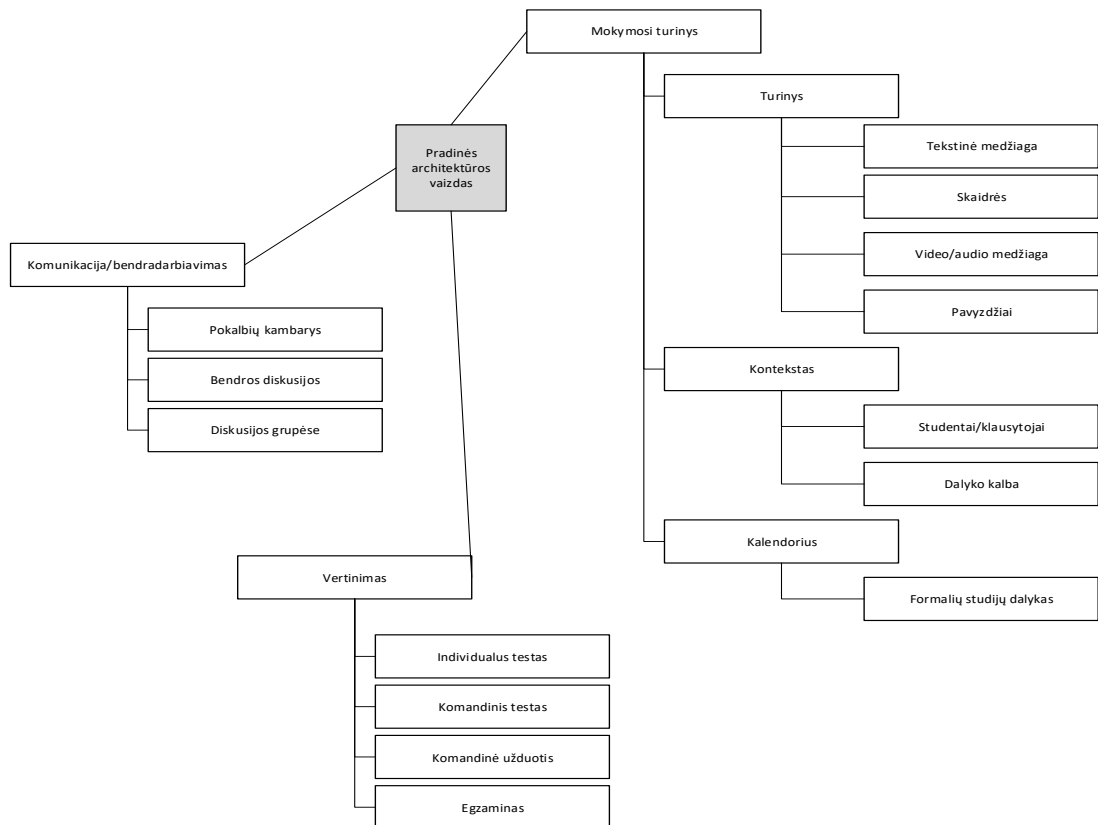 Mokymosi turinys
Turinys
Tekstinė medžiaga
Skaidrės
Video/audio medžiaga
Pavyzdžiai
Kontekstas
Studentai/klausytojai
Dalyko kalba
Kalendorius
Formalių studijų dalykas
Pradinės
architektūros
vaizdas
Komunikacija/bendradarbiavimas
Pokalbių kambarys
Bendros diskusijos
Diskusijos grupėse
Vertinimas
Individualus testas
Komandinis testas
Komandinė užduotis
Egzaminas